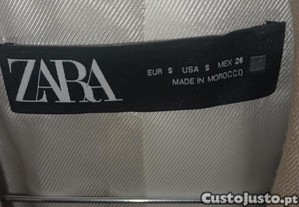 ZARA
EUR S USA S MEX 26
MADE IN MOROCCO
CustoJusto.pt